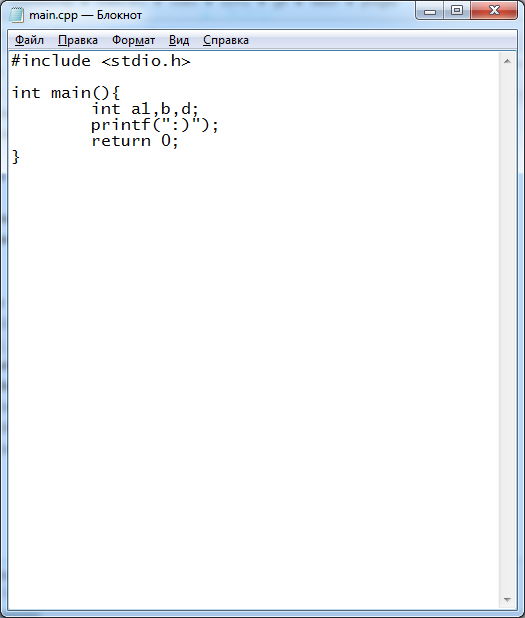 main.cpp — Блокнот
Файл Правка Формат Вид Справка
#include <stdio.h>
int main(){
int a1,b,d;
printf(":)");
return 0;
}